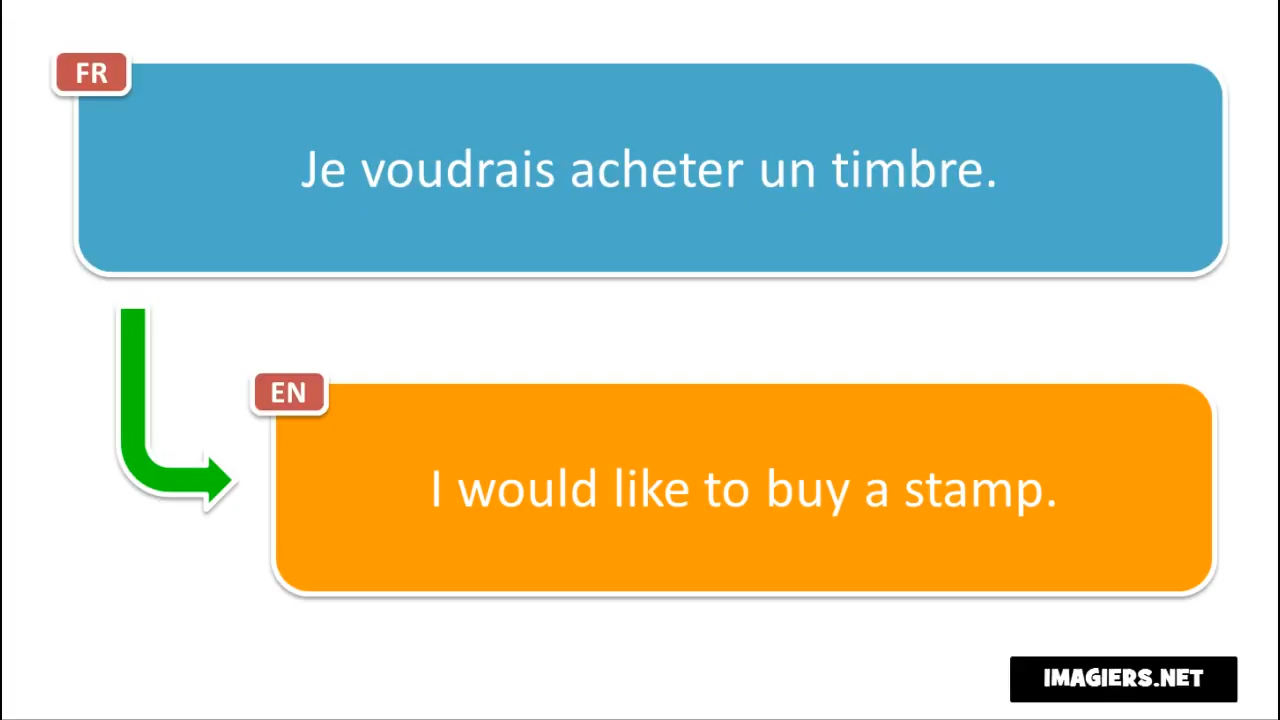 FR
Je voudrais acheter un timbre.
EN
I would like to buy a stamp.
IMAGIERS.NET